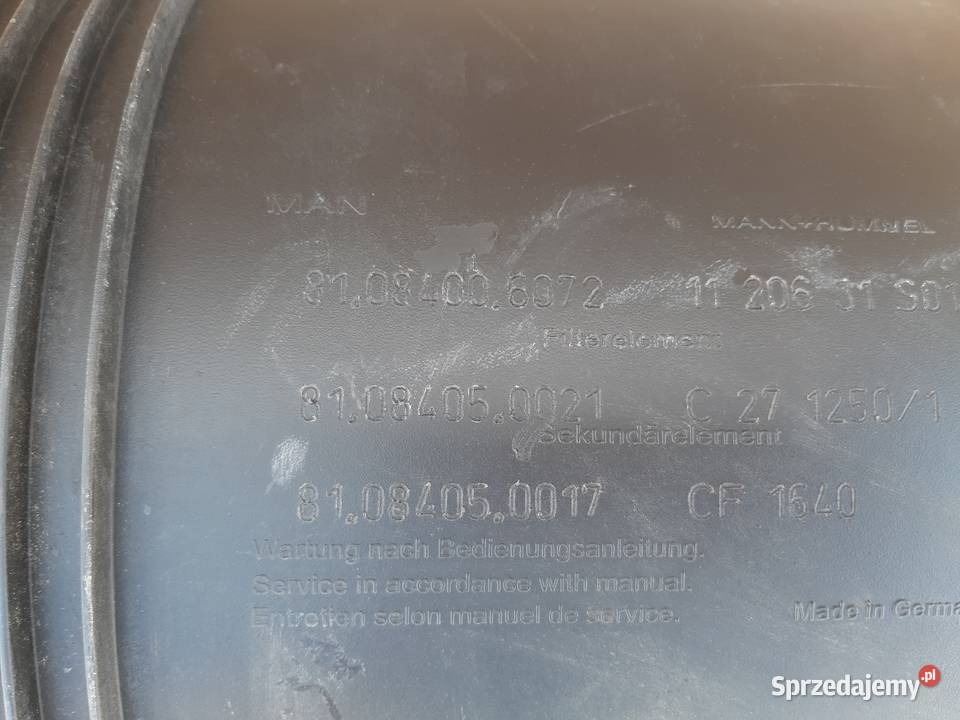 MAN MANN+HUMMEL
81.08400.6072 11 206 31 S01
Filterelement
81.08405.0021 C 27 1250/1
Sekundärelement
81.08405.0017 CF 1640
Wartung nach Bedienungsanleitung.
Service in accordance with manual.
Entretien selon manuel de service.
Made in Germa
Sprzedajemy.pl